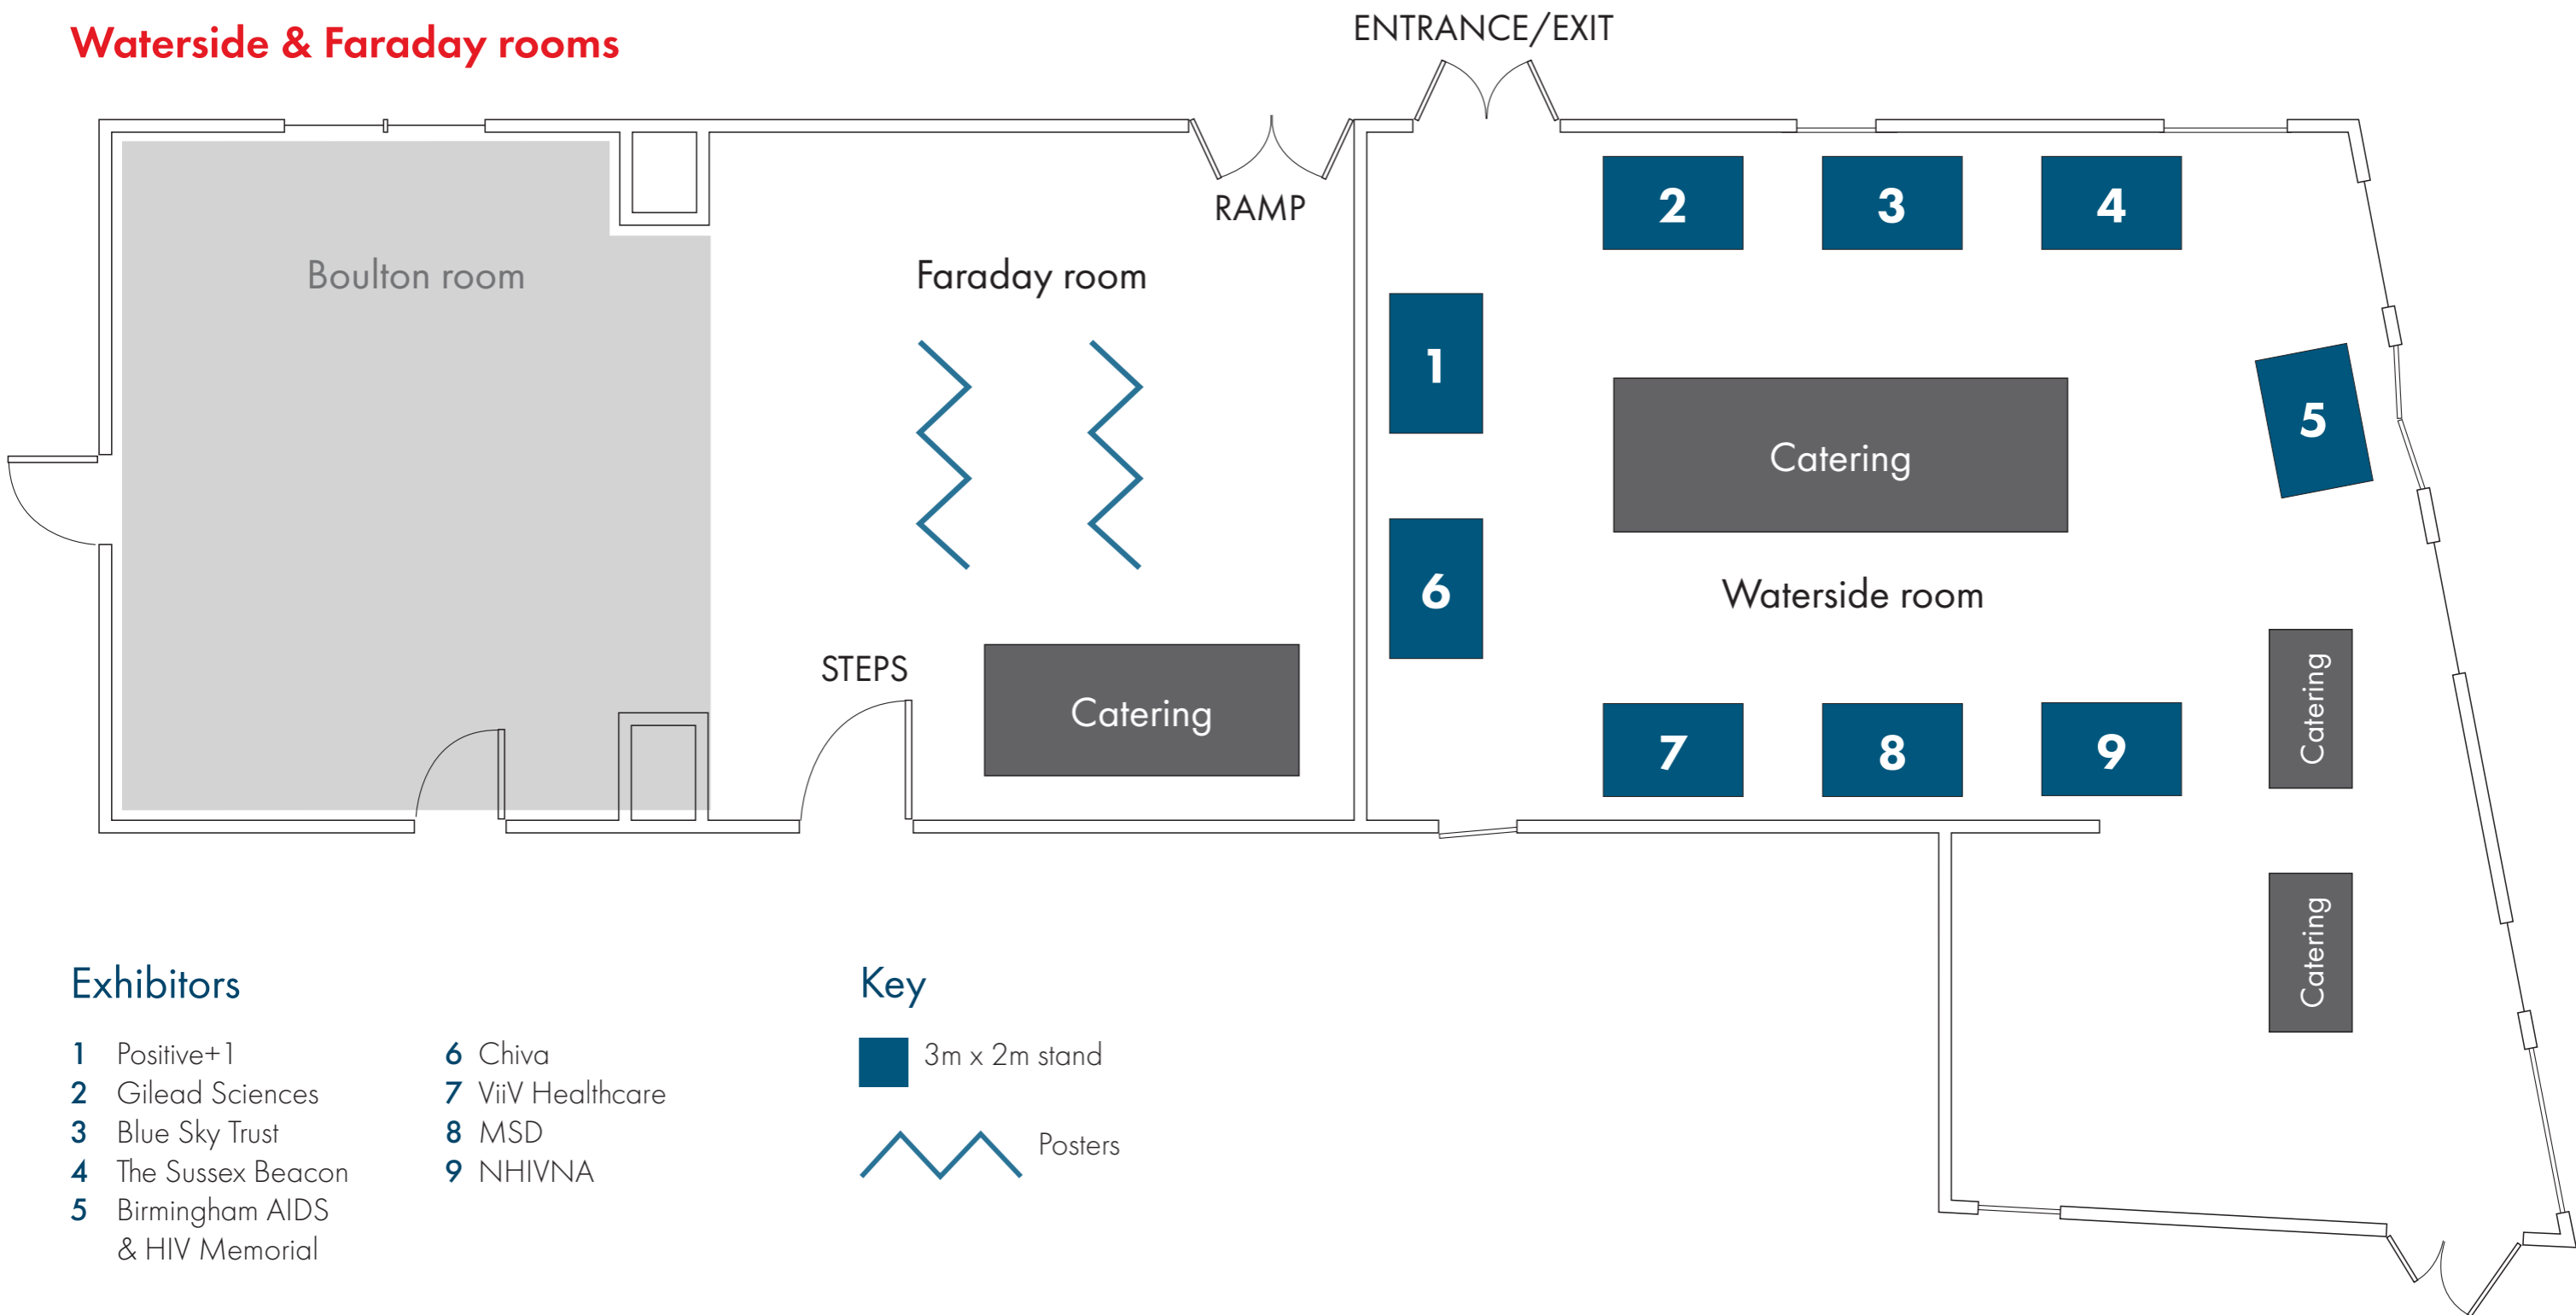 Waterside & Faraday rooms
ENTRANCE/EXIT
RAMP
Boulton room
Faraday room
2
3
4
1
5
Catering
6
Waterside room
STEPS
Catering
7
8
9
Catering
Catering
Exhibitors
1 Positive+1
2 Gilead Sciences
3 Blue Sky Trust
4 The Sussex Beacon
5 Birmingham AIDS
& HIV Memorial
6 Chiva
7 ViiV Healthcare
8 MSD
9 NHIVNA
Key
3m x 2m stand
Posters